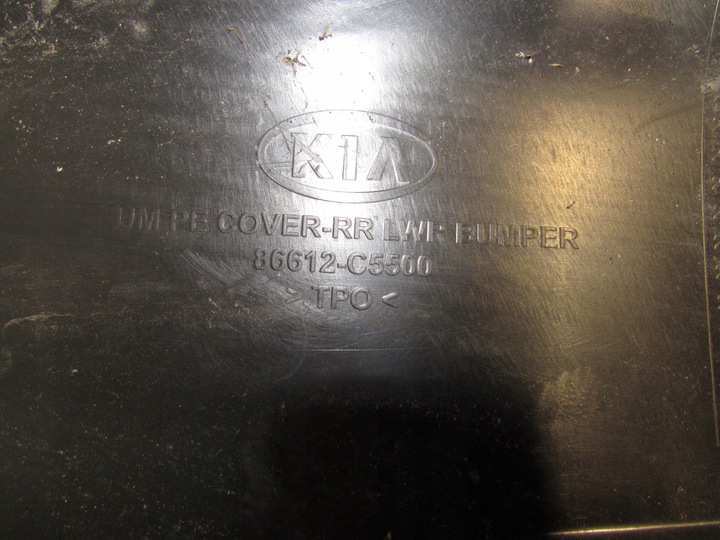 KIA
UM PE COVER-RR LWR BUMPER
86612-C5500
> TPO <